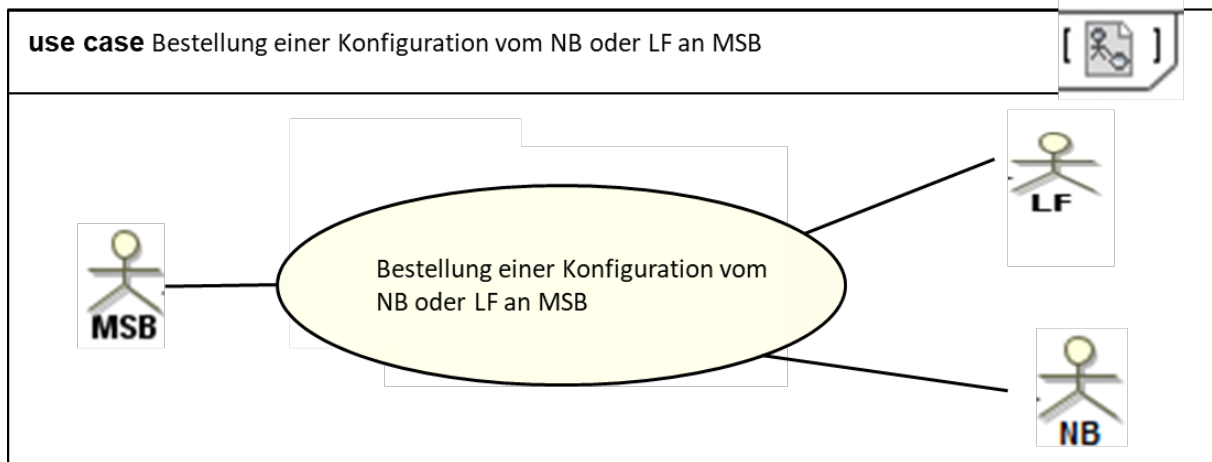 use case Bestellung einer Konfiguration vom NB oder LF an MSB
[ ]
LF
Bestellung einer Konfiguration vom
NB oder LF an MSB
MSB
NB